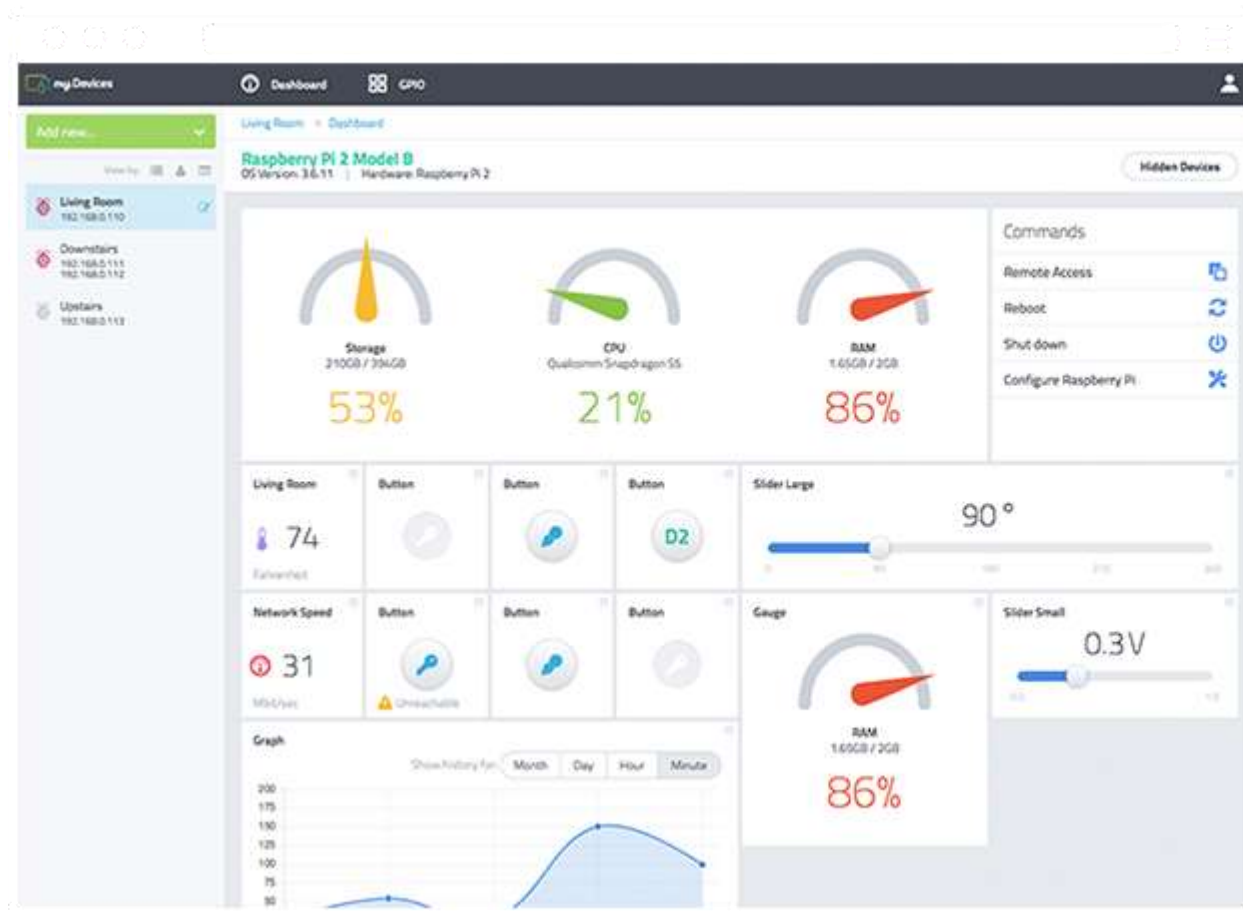 my.Devices
Dashboard
GPIO
Add new...
View by:
Living Room
192.168.0.110
Downstairs
192.168.0.111
192.168.0.112
Upstairs
192.168.0.113
Living Room > Dashboard
Raspberry Pi 2 Model B
OS Version: 3.6.11 | Hardware: Raspberry Pi 2
Hidden Devices
Storage
210GB / 394GB
53%
CPU
Qualcomm Snapdragon S5
21%
RAM
1.65GB / 2GB
86%
Commands
Remote Access
Reboot
Shut down
Configure Raspberry Pi
Living Room
74
Fahrenheit
Button
Button
Button
D2
Slider Large
90°
0
90
180
Network Speed
31
Mbit/sec
Button
Unreachable
Button
Button
Gauge
RAM
1.65GB / 2GB
86%
Slider Small
0.3V
Graph
Show history for:
Month
Day
Hour
Minute
200
175
150
125
100
75
50